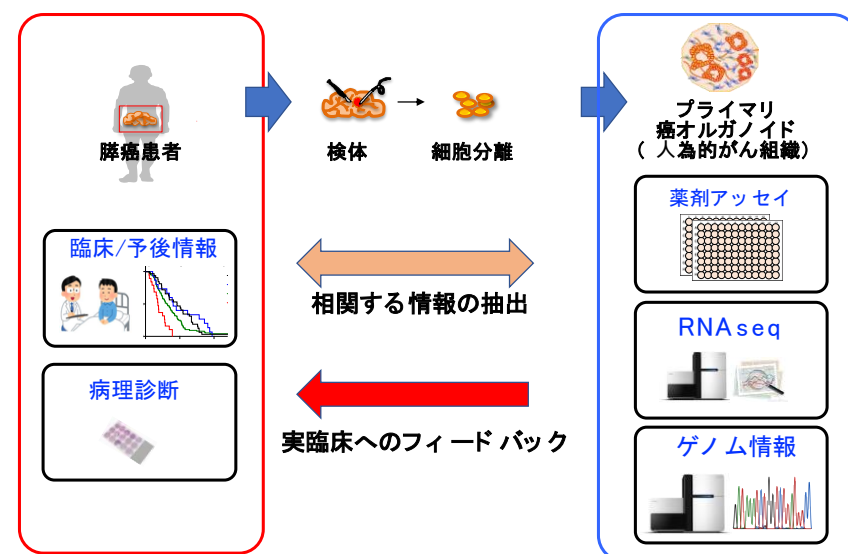 膵癌患者
検体
細胞分離
プライマリ
癌オルガノイド
( 人為的がん組織)
臨床/予後情報
病理診断
相関する情報の抽出
実臨床へのフィードバック
薬剤アッセイ
RNAseq
ゲノム情報